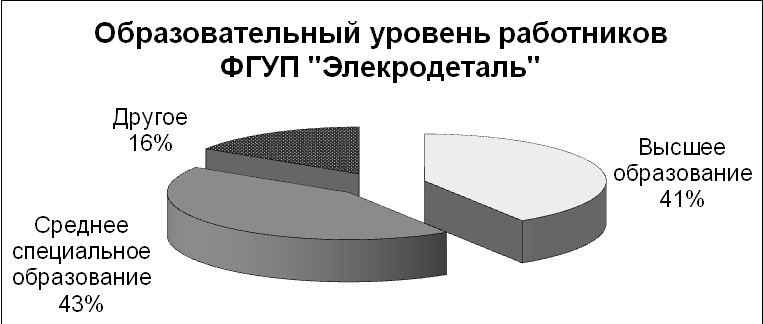 Образовательный уровень работников
ФГУП "Элекродеталь"
Другое
16%
Высшее
образование
41%
Среднее
специальное
образование
43%